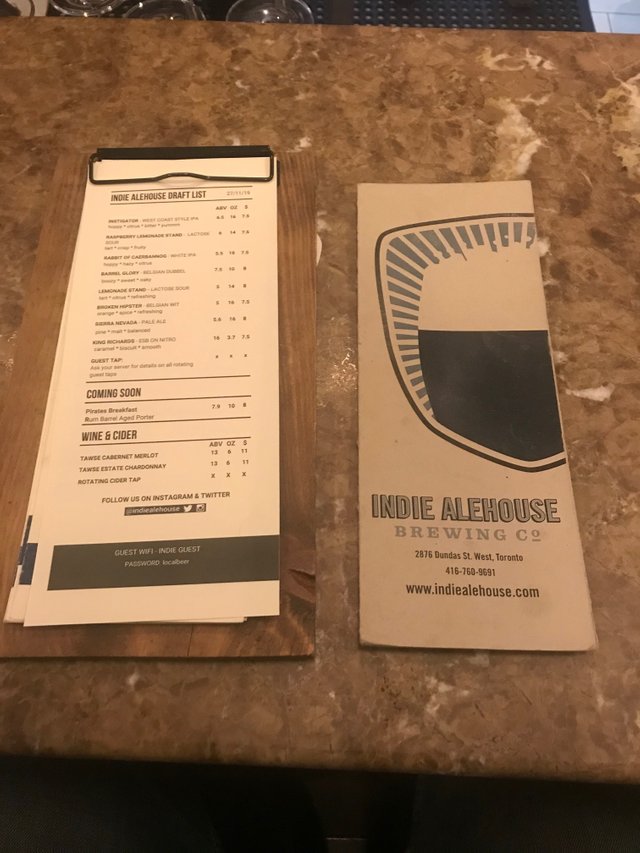 INDIE ALEHOUSE DRAFT LIST 27/11/19
ABV OZ $
INSTIGATOR - WEST COAST STYLE IPA 6.5 16 7.5
hoppy * citrus * bitter * yummm
RASPBERRY LEMONADE STAND - LACTOSE 5 14 7.5
SOUR
tart * crisp * fruity
RABBIT OF CAERBANNOG - WHITE IPA 5.5 16 7.5
hoppy * hazy * citrus
BARREL GLORY - BELGIAN DUBBEL 7.5 10 8
boozy * sweet * oaky
LEMONADE STAND - LACTOSE SOUR 5 14 8
tart * citrus * refreshing
BROKEN HIPSTER - BELGIAN WIT 5 16 7.5
orange * spice * refreshing
SIERRA NEVADA - PALE ALE 5.6 16 8
pine * malt * balanced
KING RICHARDS - ESB ON NITRO 16 3.7 7.5
caramel * biscuit * smooth
GUEST TAP: x x x
Ask your server for details on all rotating
guest taps
COMING SOON
Pirates Breakfast 7.9 10 8
Rum Barrel Aged Porter
WINE & CIDER
ABV OZ $
TAWSE CABERNET MERLOT 13 6 11
TAWSE ESTATE CHARDONNAY 13 6 11
ROTATING CIDER TAP X X X
FOLLOW US ON INSTAGRAM & TWITTER
@indiealehouse
GUEST WIFI - INDIE GUEST
PASSWORD: localbeer
INDIE ALEHOUSE
BREWING Co
2876 Dundas St. West, Toronto
416-760-9691
www.indiealehouse.com